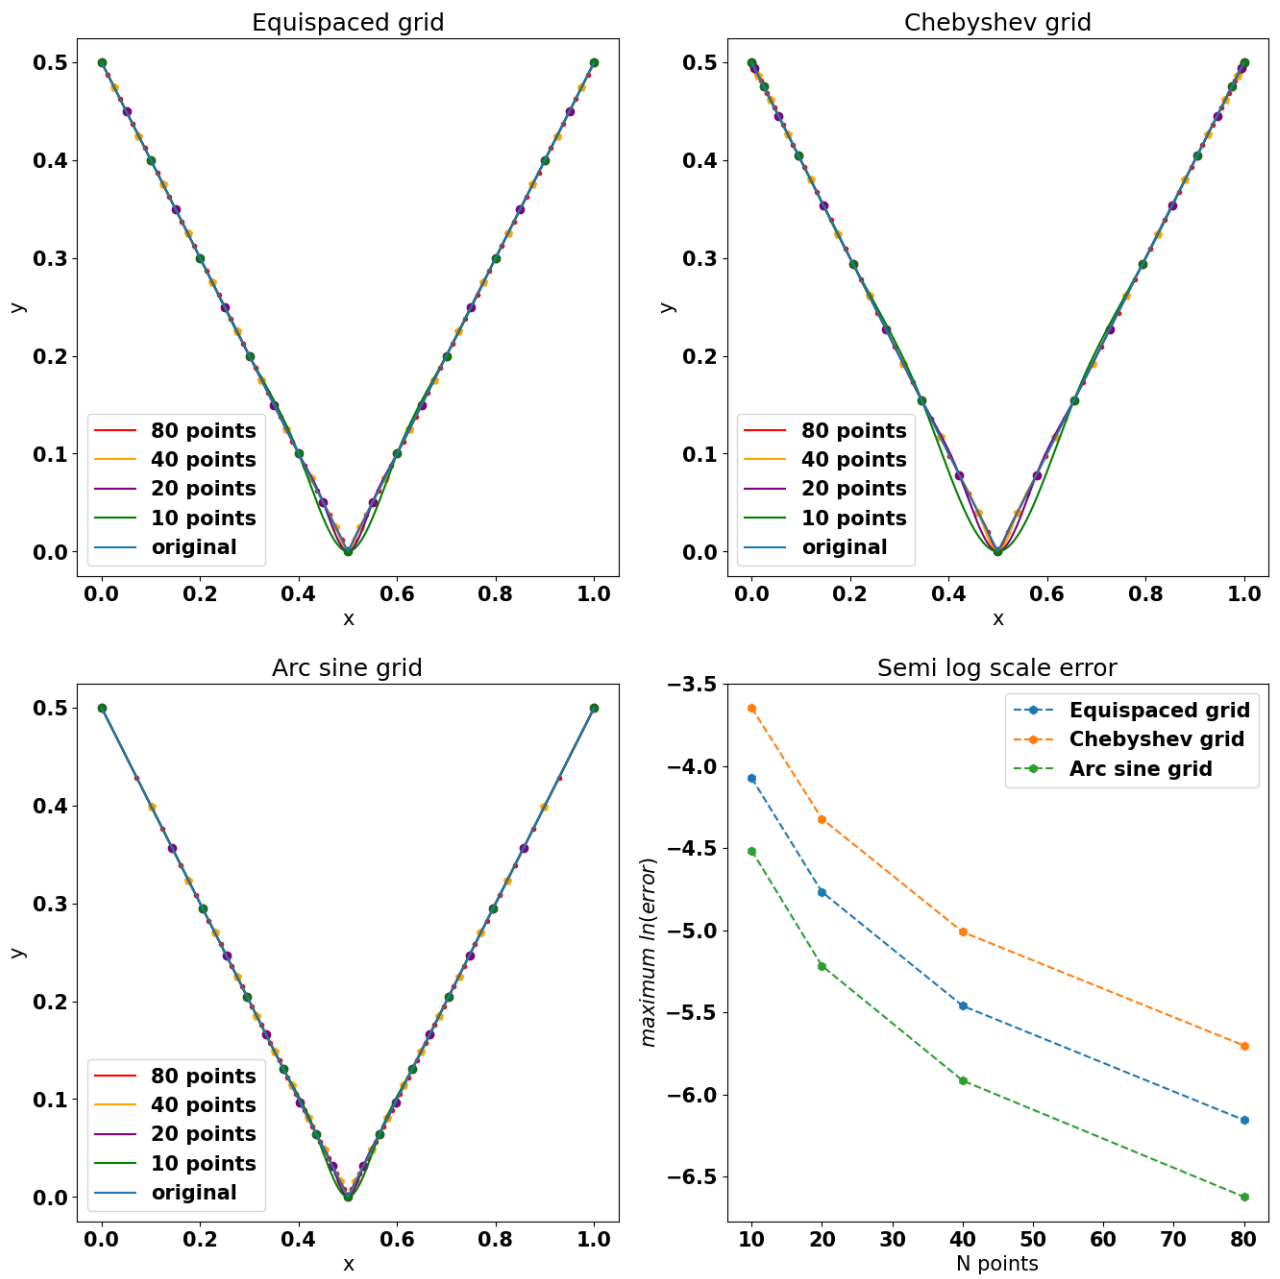 Equispaced grid
0.5
0.4
0.3
0.2
0.1
0.0
y
80 points
40 points
20 points
10 points
original
0.0 0.2 0.4 0.6 0.8 1.0
x
Chebyshev grid
0.5
0.4
0.3
0.2
0.1
0.0
y
80 points
40 points
20 points
10 points
original
0.0 0.2 0.4 0.6 0.8 1.0
x
Arc sine grid
0.5
0.4
0.3
0.2
0.1
0.0
y
80 points
40 points
20 points
10 points
original
0.0 0.2 0.4 0.6 0.8 1.0
x
Semi log scale error
−3.5
−4.0
−4.5
−5.0
−5.5
−6.0
−6.5
maximum ln(error)
Equispaced grid
Chebyshev grid
Arc sine grid
10 20 30 40 50 60 70 80
N points